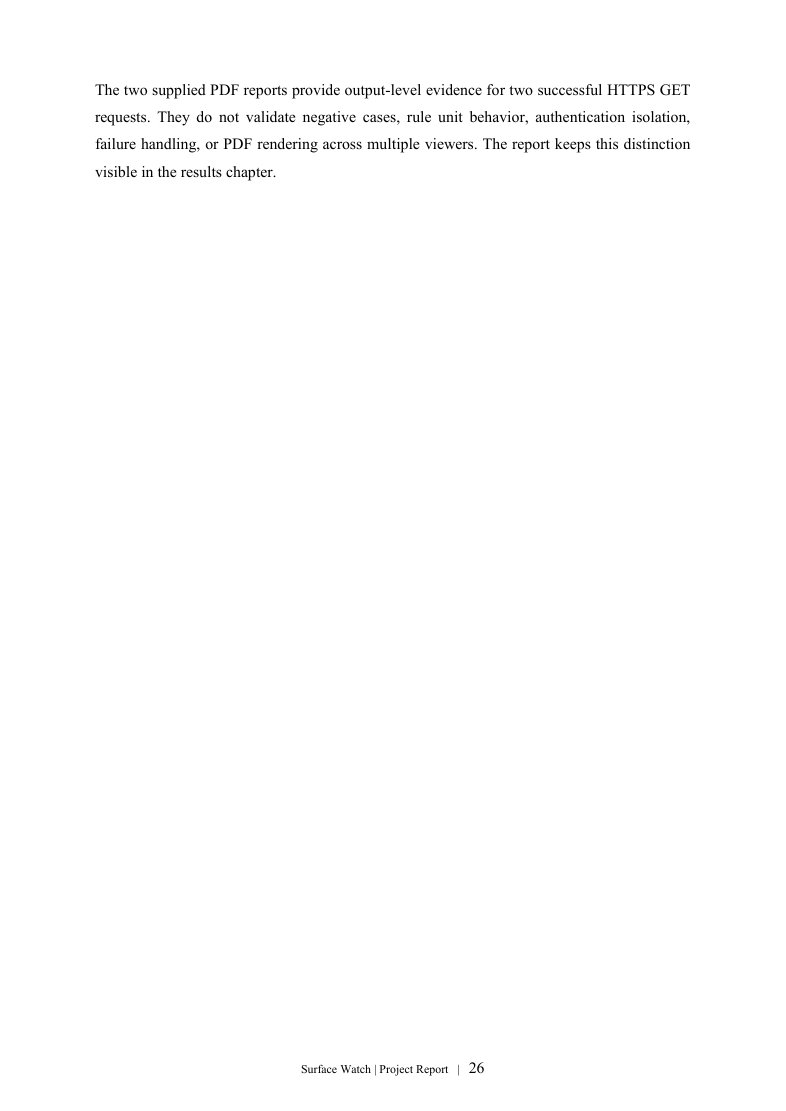 The two supplied PDF reports provide output-level evidence for two successful HTTPS GET
requests. They do not validate negative cases, rule unit behavior, authentication isolation,
failure handling, or PDF rendering across multiple viewers. The report keeps this distinction
visible in the results chapter.
Surface Watch | Project Report | 26